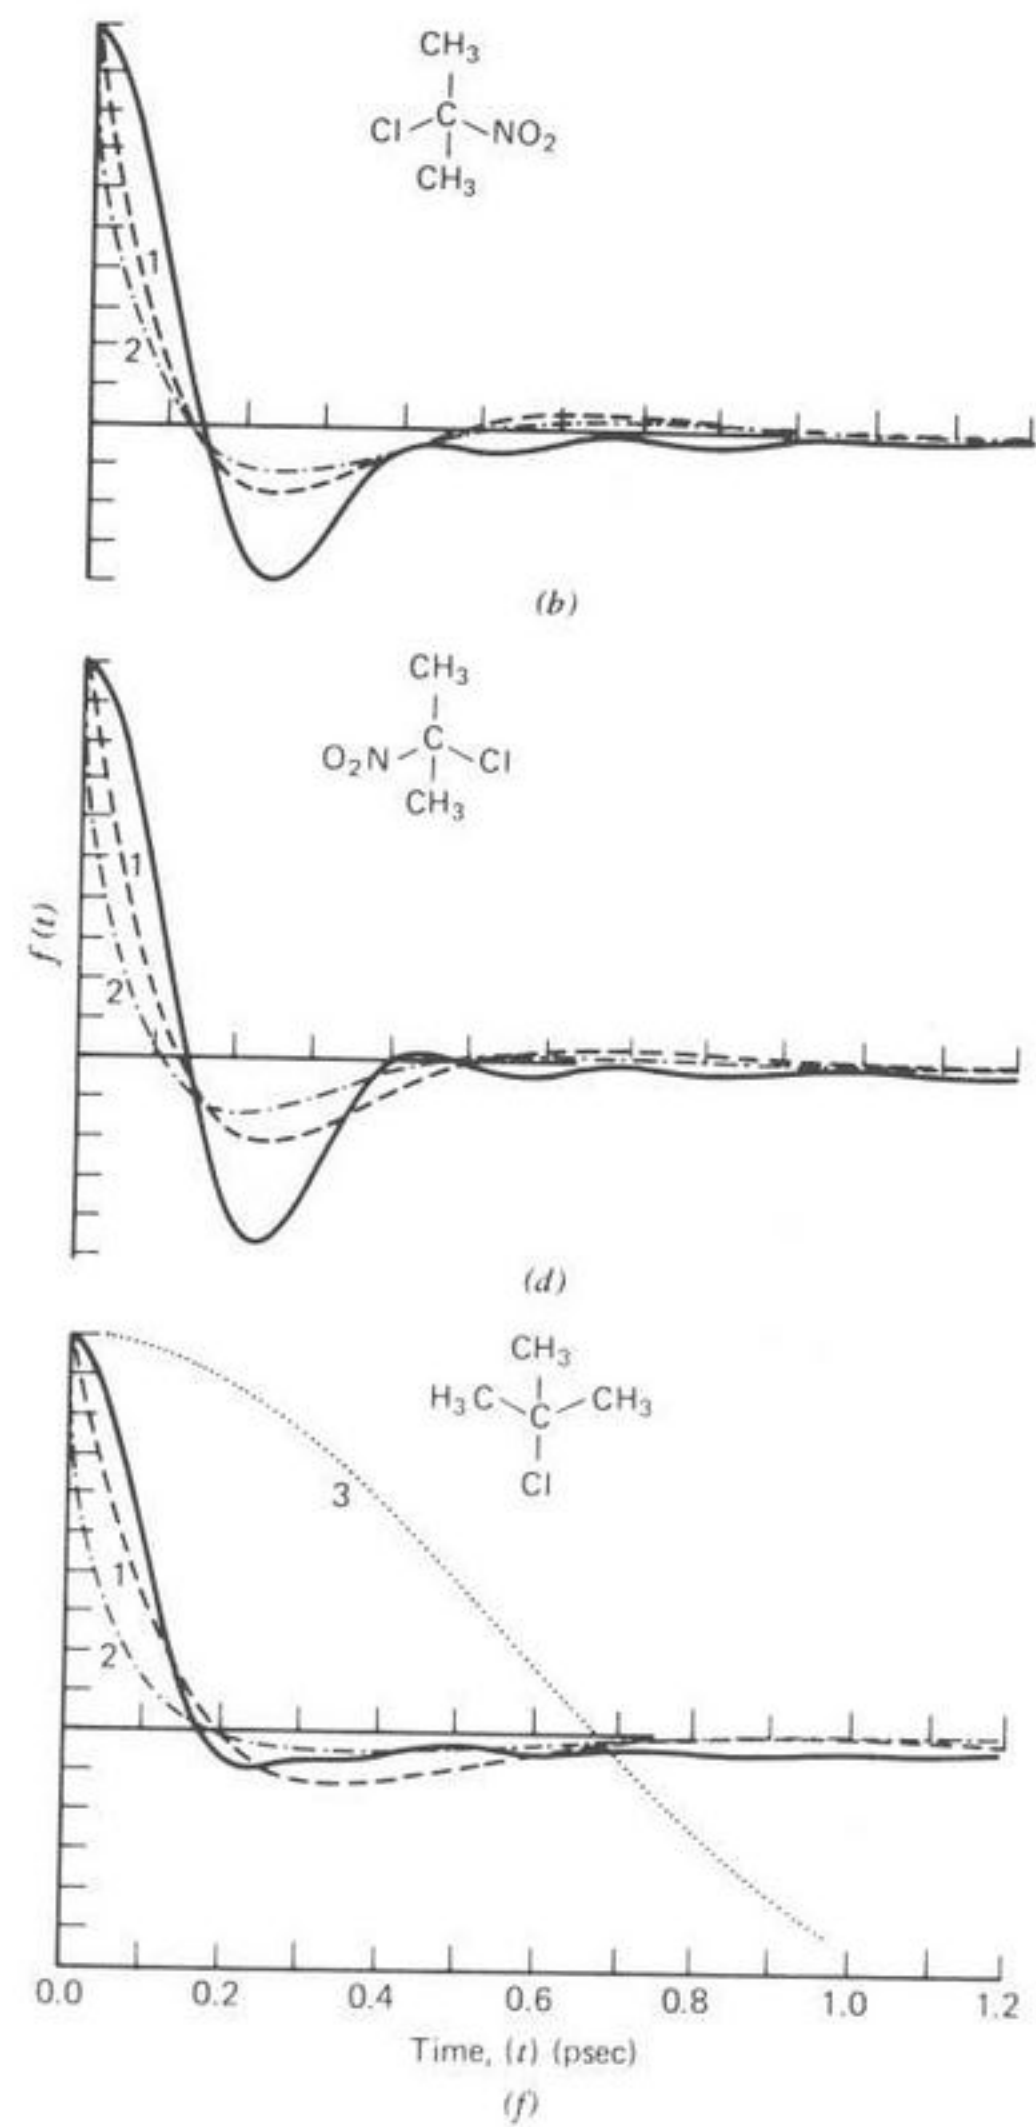 CH3
Cl C NO2
CH3
1
2
(b)
CH3
O2N C Cl
CH3
1
2
f(t)
(d)
CH3
H3C C CH3
Cl
3
1
2
0.0 0.2 0.4 0.6 0.8 1.0 1.2
Time, (t) (psec)
(f)